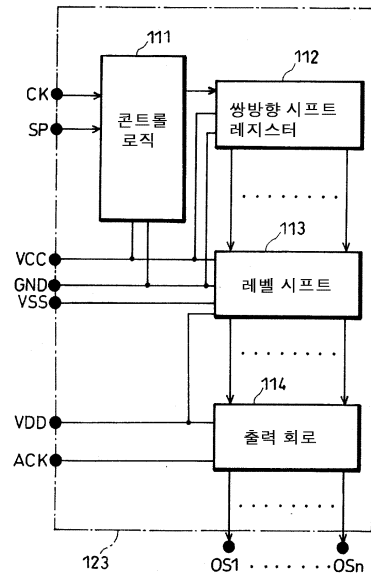 111
112
CK
SP
콘트롤
로직
쌍방향 시프트
레지스터
113
VCC
GND
VSS
레벨 시프트
114
VDD
ACK
출력 회로
123
OS1 ........ OSn